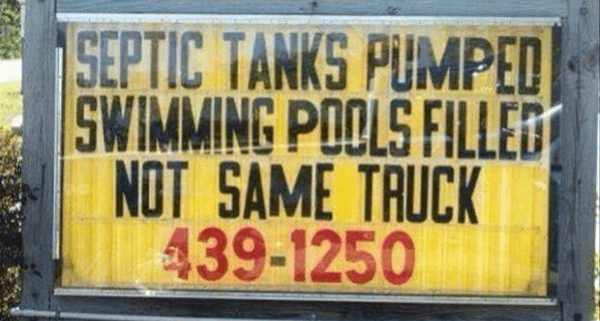 SEPTIC TANKS PUMPED
SWIMMING POOLS FILLED
NOT SAME TRUCK
439-1250